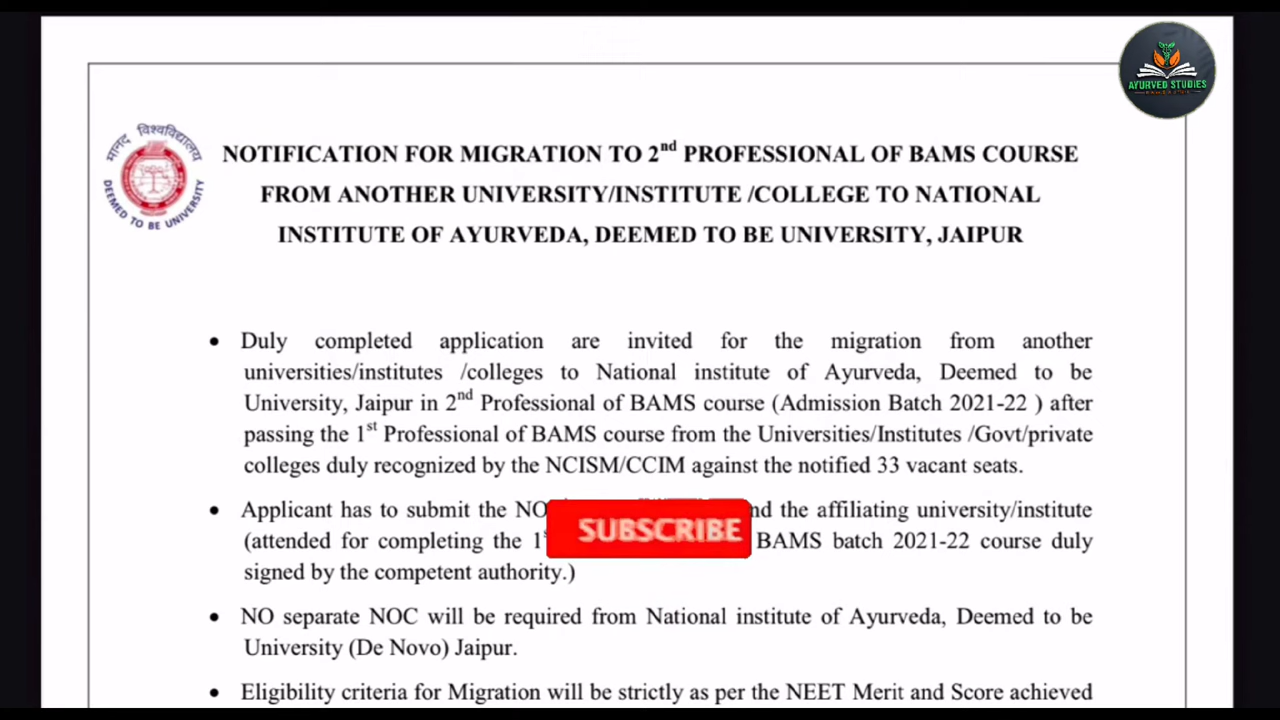 AYURVED STUDIES
मानद विश्वविद्यालय
DEEMED TO BE UNIVERSITY
NOTIFICATION FOR MIGRATION TO 2nd PROFESSIONAL OF BAMS COURSE
FROM ANOTHER UNIVERSITY/INSTITUTE /COLLEGE TO NATIONAL
INSTITUTE OF AYURVEDA, DEEMED TO BE UNIVERSITY, JAIPUR
• Duly completed application are invited for the migration from another
universities/institutes /colleges to National institute of Ayurveda, Deemed to be
University, Jaipur in 2nd Professional of BAMS course (Admission Batch 2021-22 ) after
passing the 1st Professional of BAMS course from the Universities/Institutes /Govt/private
colleges duly recognized by the NCISM/CCIM against the notified 33 vacant seats.
• Applicant has to submit the the affiliating university/institute
(attended for completing the BAMS batch 2021-22 course duly
SUBSCRIBE
signed by the competent authority.)
• NO separate NOC will be required from National institute of Ayurveda, Deemed to be
University (De Novo) Jaipur.
• Eligibility criteria for Migration will be strictly as per the NEET Merit and Score achieved